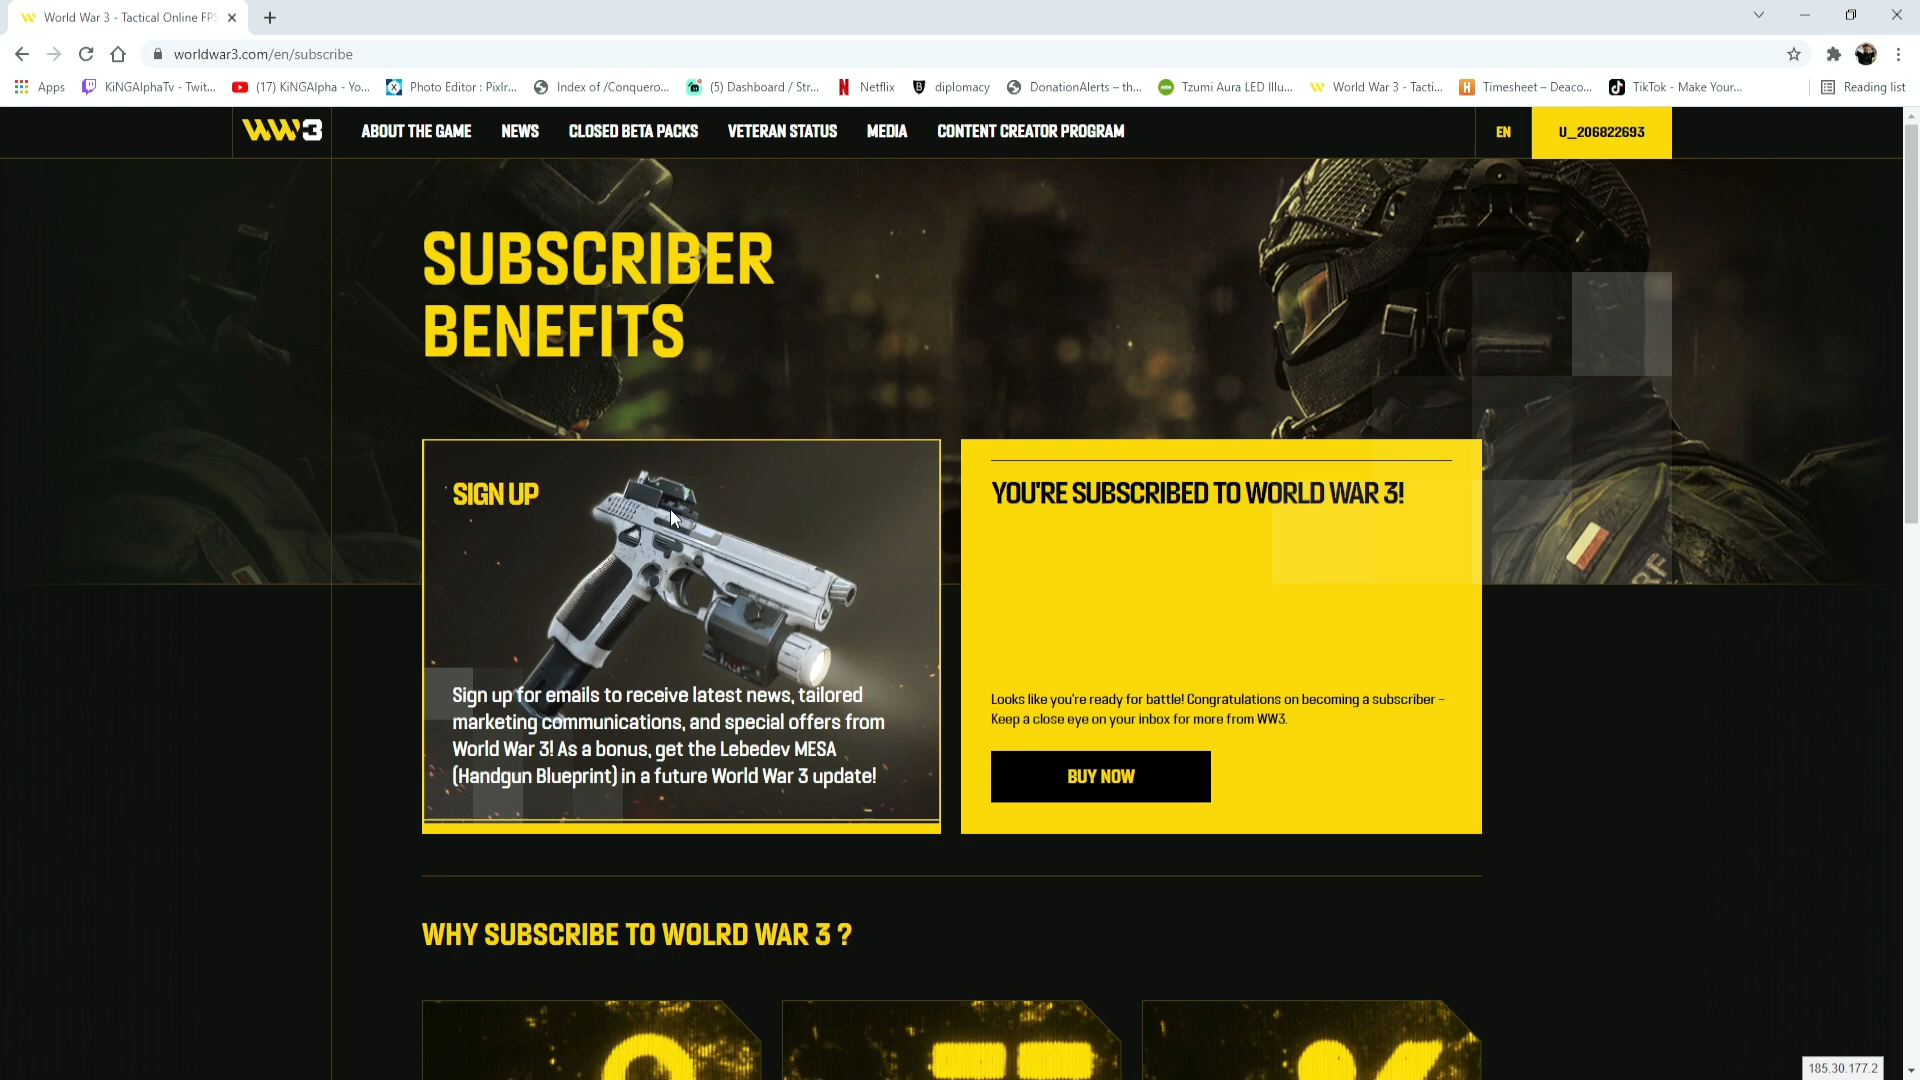 World War 3 - Tactical Online FPS
worldwar3.com/en/subscribe
Apps
KiNGAlphaTv - Twit...
(17) KiNGAlpha - Yo...
Photo Editor : Pixlr...
Index of /Conquero...
(5) Dashboard / Str...
Netflix
diplomacy
DonationAlerts – th...
Tzumi Aura LED Illu...
World War 3 - Tacti...
Timesheet – Deaco...
TikTok - Make Your...
Reading list
WW3
ABOUT THE GAME
NEWS
CLOSED BETA PACKS
VETERAN STATUS
MEDIA
CONTENT CREATOR PROGRAM
EN
U_206822693
SUBSCRIBER
BENEFITS
SIGN UP
Sign up for emails to receive latest news, tailored
marketing communications, and special offers from
World War 3! As a bonus, get the Lebedev MESA
(Handgun Blueprint) in a future World War 3 update!
YOU'RE SUBSCRIBED TO WORLD WAR 3!
Looks like you're ready for battle! Congratulations on becoming a subscriber –
Keep a close eye on your inbox for more from WW3.
BUY NOW
RF
WHY SUBSCRIBE TO WOLRD WAR 3 ?
185.30.177.2